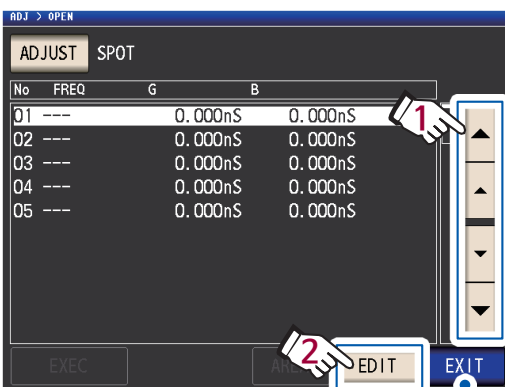 ADJ > OPEN
ADJUST SPOT
No FREQ G B
01 --- 0.000nS 0.000nS
02 --- 0.000nS 0.000nS
03 --- 0.000nS 0.000nS
04 --- 0.000nS 0.000nS
05 --- 0.000nS 0.000nS
1
2
EXEC EDIT EXIT